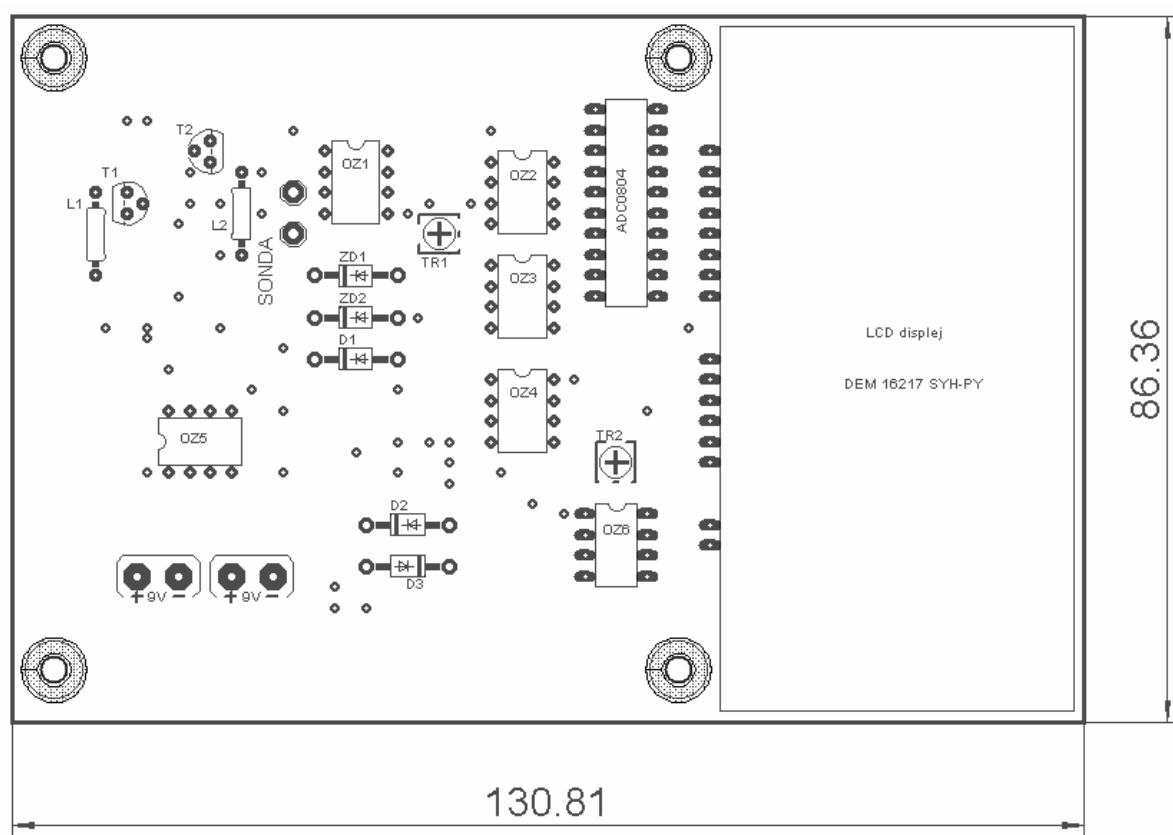 T2
T1
OZ1
OZ2
ADC0804
L1
L2
SONDA
TR1
ZD1
OZ3
ZD2
D1
LCD displej
DEM 16217 SYH-PY
86.36
OZ4
OZ5
TR2
D2
OZ6
D3
+ 9V -
+ 9V -
130.81